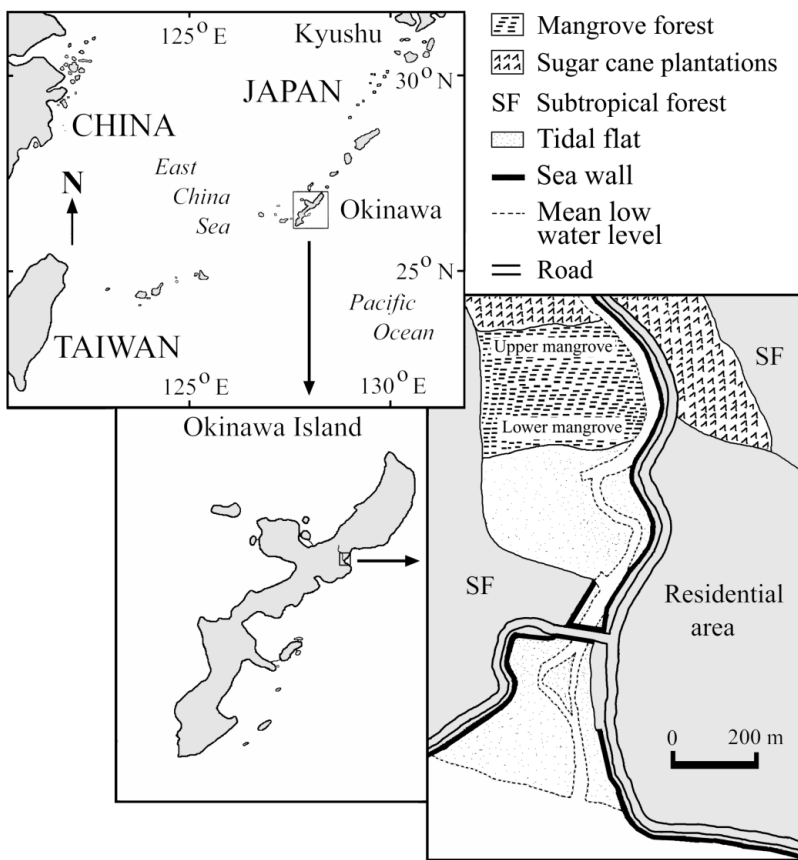 125° E
Kyushu
30° N
JAPAN
CHINA
East
China
Sea
N
Okinawa
25° N
Pacific
Ocean
TAIWAN
125° E
130° E
Mangrove forest
Sugar cane plantations
SF Subtropical forest
Tidal flat
Sea wall
Mean low
water level
Road
Okinawa Island
Upper mangrove
SF
Lower mangrove
SF
Residential
area
0 200 m